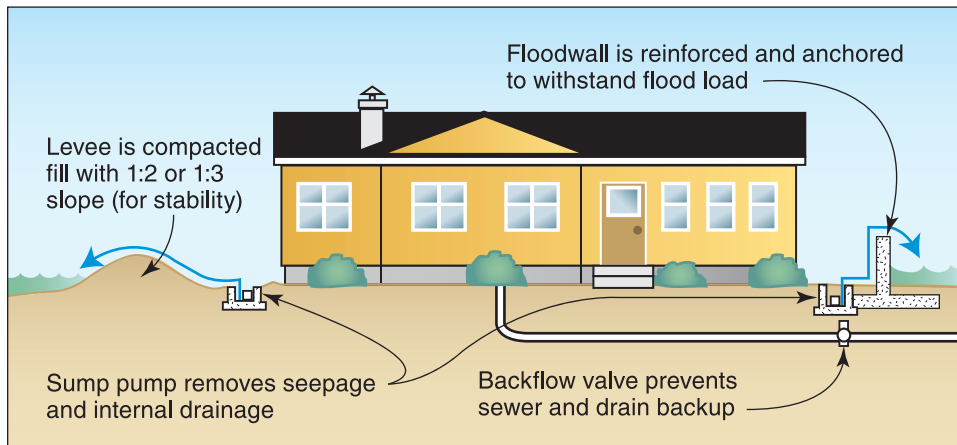 Floodwall is reinforced and anchored
to withstand flood load
Levee is compacted
fill with 1:2 or 1:3
slope (for stability)
Sump pump removes seepage
and internal drainage
Backflow valve prevents
sewer and drain backup